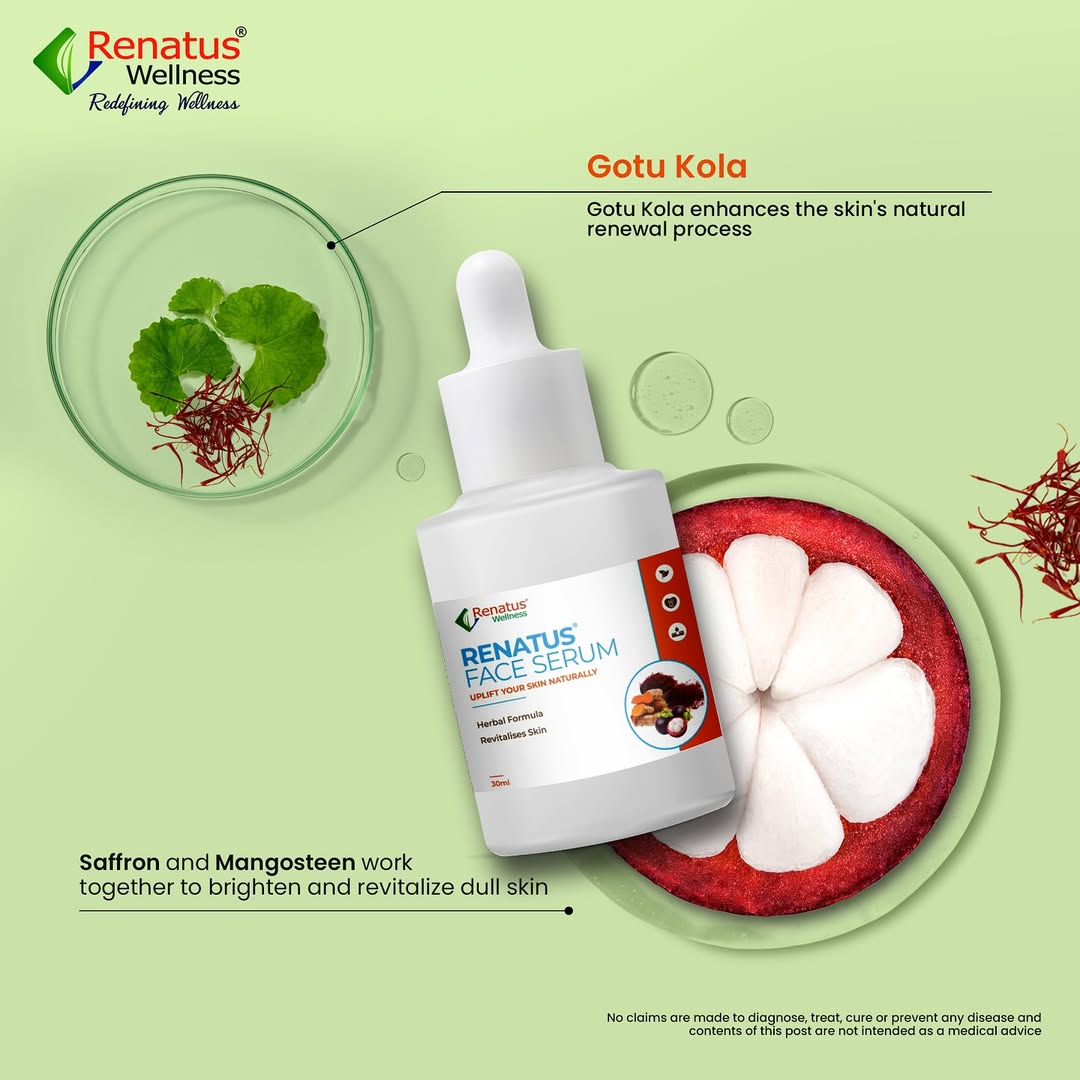 Renatus®
Wellness
Redefining Wellness
Gotu Kola
Gotu Kola enhances the skin's natural
renewal process
Renatus®
Wellness
RENATUS®
FACE SERUM
UPLIFT YOUR SKIN NATURALLY
Herbal Formula
Revitalises Skin
30ml
Saffron and Mangosteen work
together to brighten and revitalize dull skin
No claims are made to diagnose, treat, cure or prevent any disease and
contents of this post are not intended as a medical advice